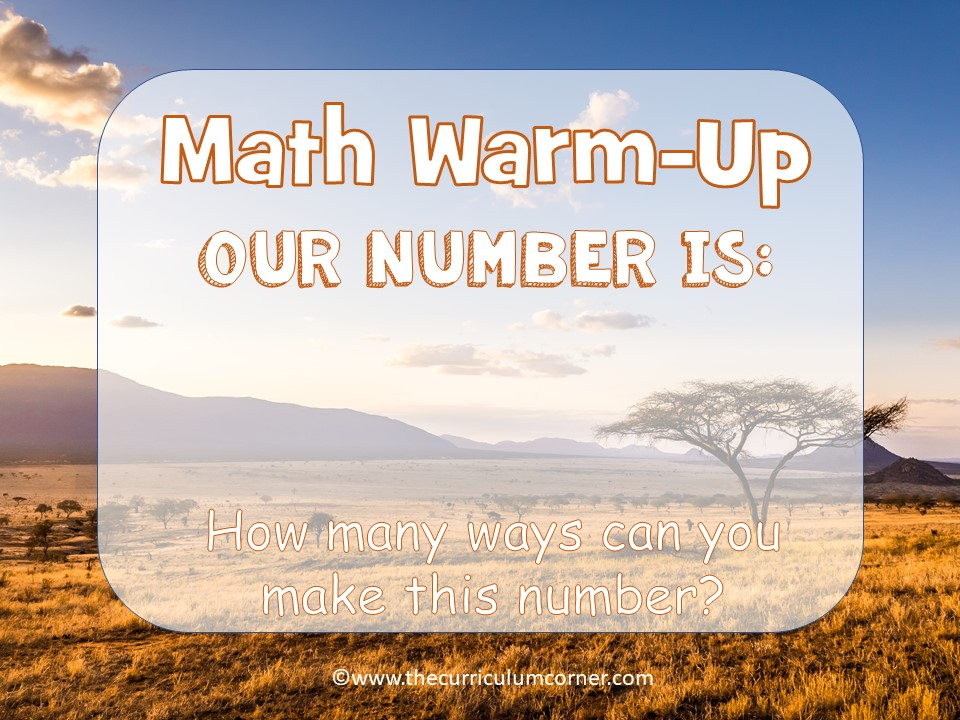 Math Warm-Up
OUR NUMBER IS:
How many ways can you
make this number?
©www.thecurriculumcorner.com